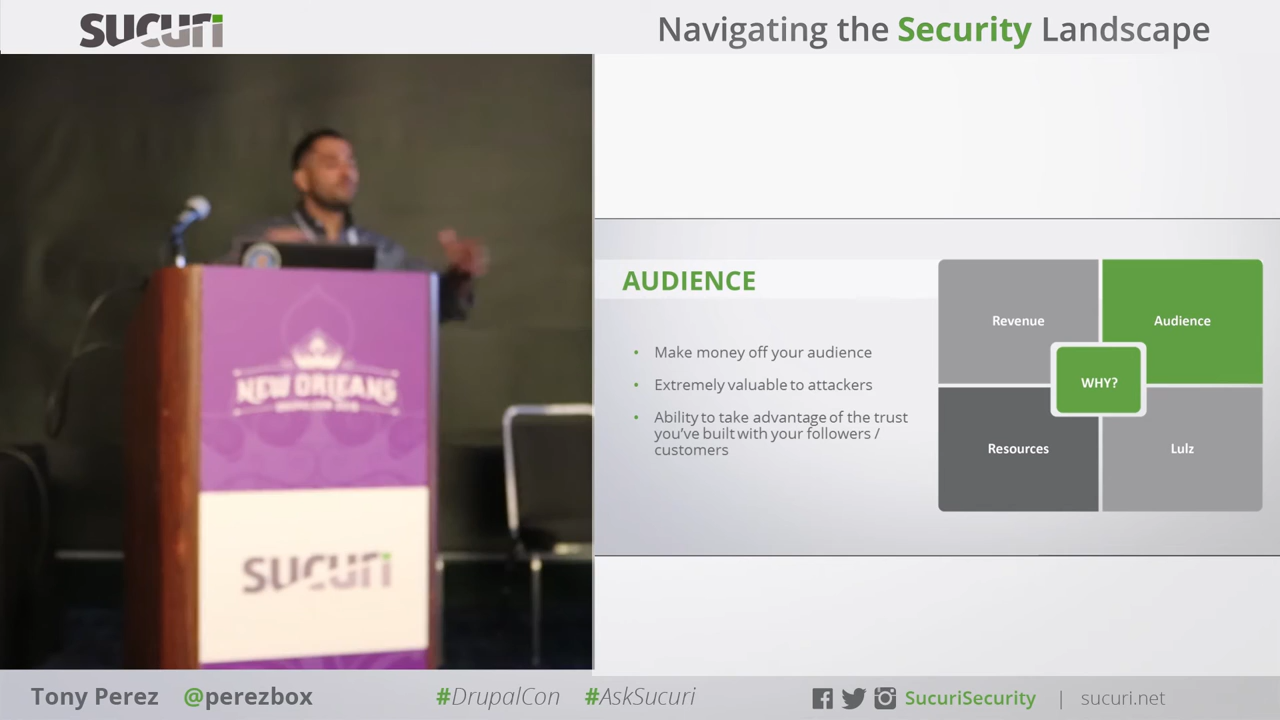 sucuri
Navigating the Security Landscape
NEW ORLEANS
sucuri
AUDIENCE
• Make money off your audience
• Extremely valuable to attackers
• Ability to take advantage of the trust
you've built with your followers /
customers
Revenue
Audience
WHY?
Resources
Lulz
Tony Perez @perezbox #DrupalCon #AskSucuri SucuriSecurity | sucuri.net